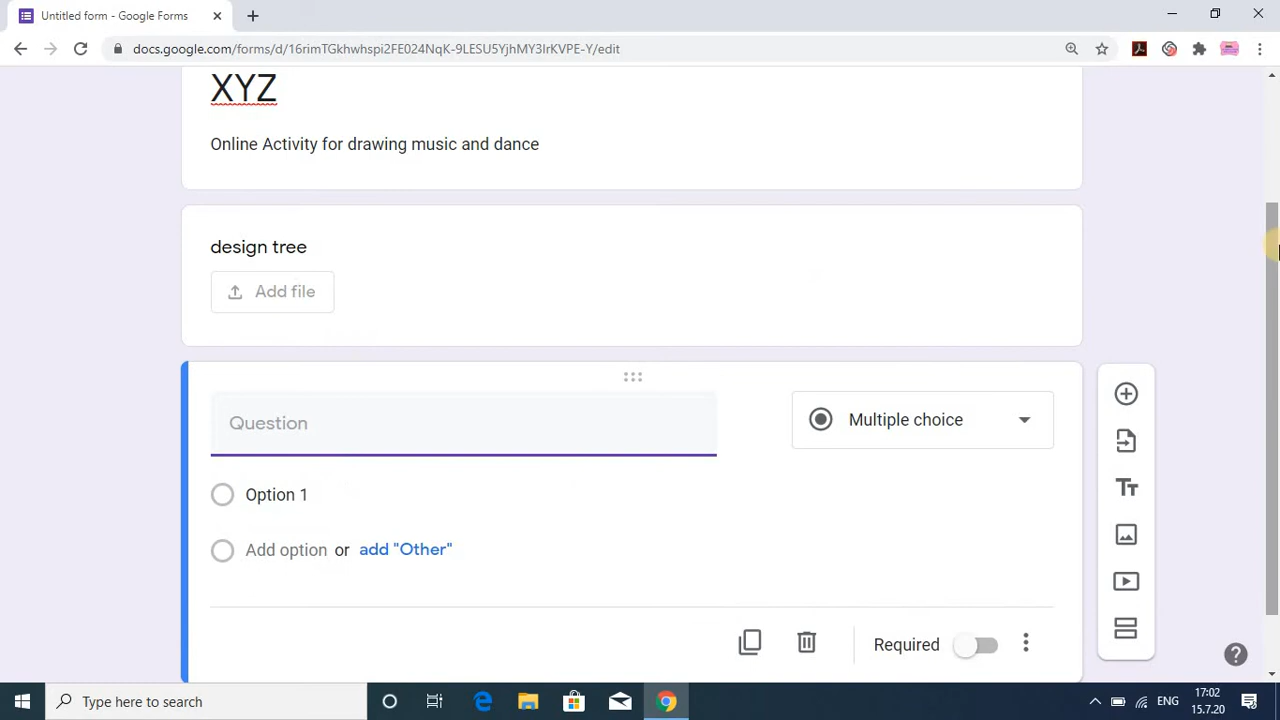 Untitled form - Google Forms
docs.google.com/forms/d/16rimTGkhwhspi2FE024NqK-9LESU5YjhMY3IrKVPE-Y/edit
XYZ
Online Activity for drawing music and dance
design tree
Add file
Question
Multiple choice
Option 1
Add option or add "Other"
Required
Type here to search
ENG
17:02
15.7.20